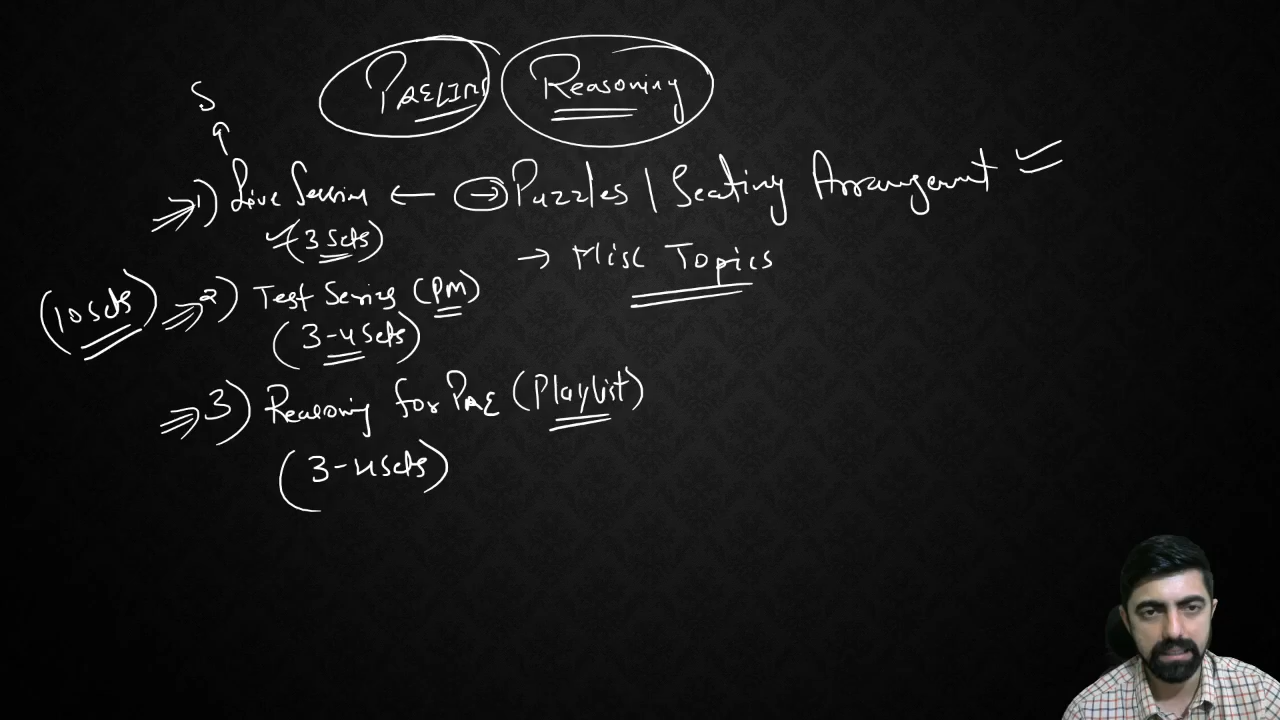 PRELIMS Reasoning
S
1) Live Session ← → Puzzles | Seating Arrangement
(3 Sets)
→ Misc Topics
(10 Sets)
2) Test Series (PM)
(3-4 Sets)
3) Reasoning for PRE (Playlist)
(3-4 Sets)